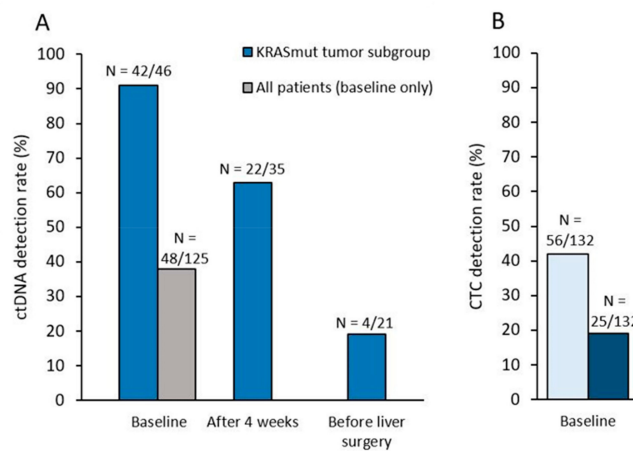 A
KRASmut tumor subgroup
All patients (baseline only)
ctDNA detection rate (%)
100
90
80
70
60
50
40
30
20
10
0
N = 42/46
N =
48/125
N = 22/35
N = 4/21
Baseline
After 4 weeks
Before liver
surgery
B
CTC detection rate (%)
100
90
80
70
60
50
40
30
20
10
0
N =
56/132
N =
25/132
Baseline